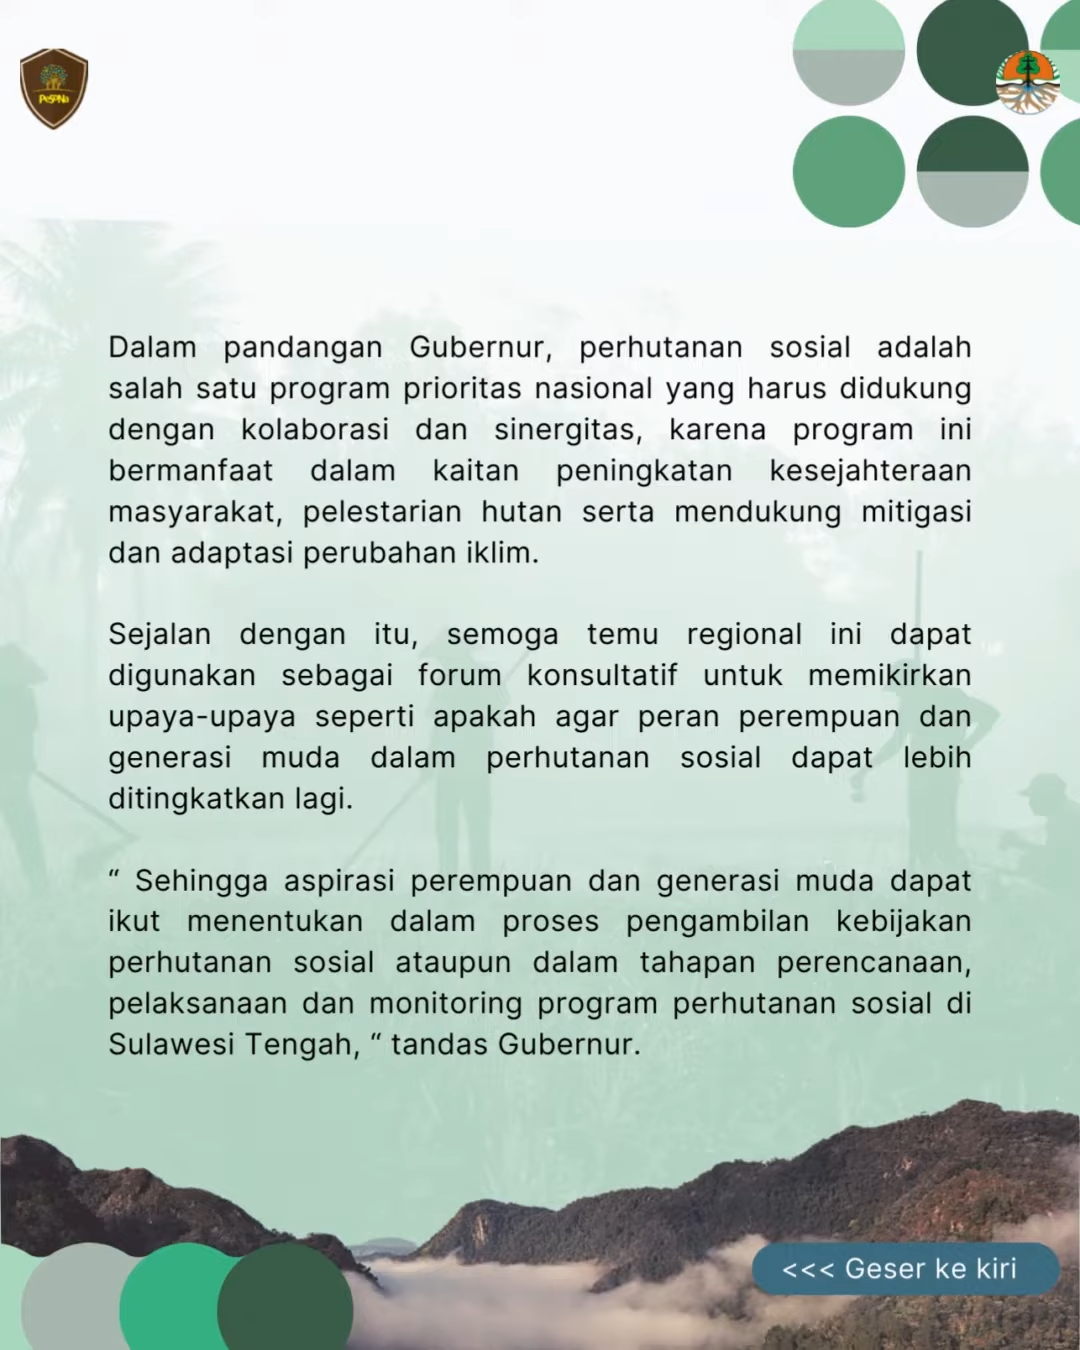 PeSoNa
Dalam pandangan Gubernur, perhutanan sosial adalah
salah satu program prioritas nasional yang harus didukung
dengan kolaborasi dan sinergitas, karena program ini
bermanfaat dalam kaitan peningkatan kesejahteraan
masyarakat, pelestarian hutan serta mendukung mitigasi
dan adaptasi perubahan iklim.
Sejalan dengan itu, semoga temu regional ini dapat
digunakan sebagai forum konsultatif untuk memikirkan
upaya-upaya seperti apakah agar peran perempuan dan
generasi muda dalam perhutanan sosial dapat lebih
ditingkatkan lagi.
“ Sehingga aspirasi perempuan dan generasi muda dapat
ikut menentukan dalam proses pengambilan kebijakan
perhutanan sosial ataupun dalam tahapan perencanaan,
pelaksanaan dan monitoring program perhutanan sosial di
Sulawesi Tengah, “ tandas Gubernur.
<<< Geser ke kiri